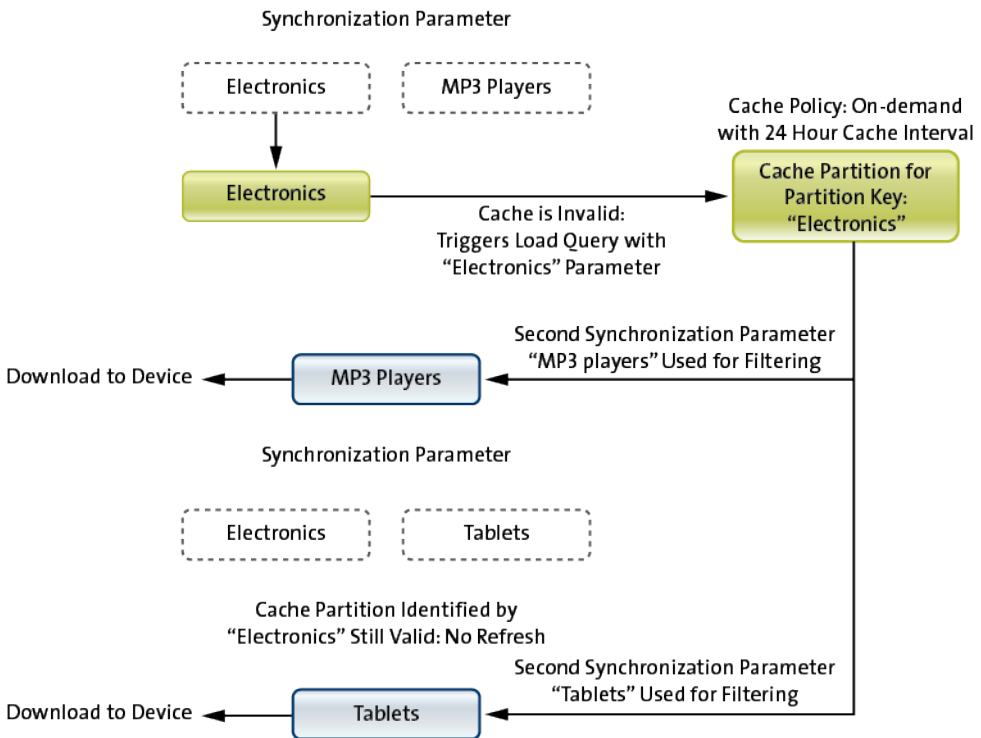 Synchronization Parameter
Electronics
MP3 Players
Cache Policy: On-demand
with 24 Hour Cache Interval
Electronics
Cache Partition for
Partition Key:
“Electronics”
Cache is Invalid:
Triggers Load Query with
“Electronics” Parameter
Second Synchronization Parameter
“MP3 players” Used for Filtering
Download to Device
MP3 Players
Synchronization Parameter
Electronics
Tablets
Cache Partition Identified by
“Electronics” Still Valid: No Refresh
Second Synchronization Parameter
“Tablets” Used for Filtering
Download to Device
Tablets